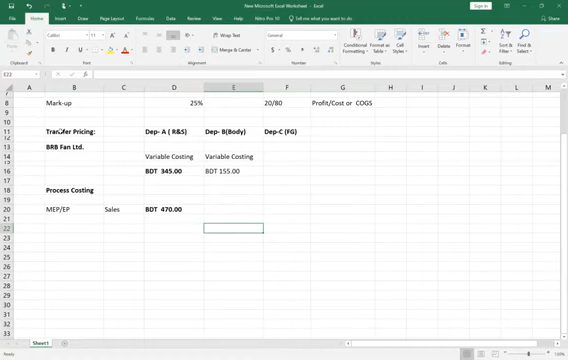 New Microsoft Excel Worksheet - Excel
Sign in
File Home Insert Draw Page Layout Formulas Data Review View Help Nitro Pro 10 Tell me what you want to do
Paste
Calibri 11
B I U
Wrap Text
Merge & Center
General
$ %
Conditional Formatting Format as Table Cell Styles
Insert Delete Format
Sort & Filter Find & Select
Clipboard Font Alignment Number Styles Cells Editing
E22 fx
A B C D E F G H I J K L M
7
8 Mark-up 25% 20/80 Profit/Cost or COGS
9
10
11 Transfer Pricing: Dep- A ( R&S) Dep- B(Body) Dep-C (FG)
12
13 BRB Fan Ltd.
14 Variable Costing Variable Costing
16 BDT 345.00 BDT 155.00
17
18 Process Costing
19
20 MEP/EP Sales BDT 470.00
21
22
23
24
25
26
27
28
29
30
31
32
33
Sheet1
Ready